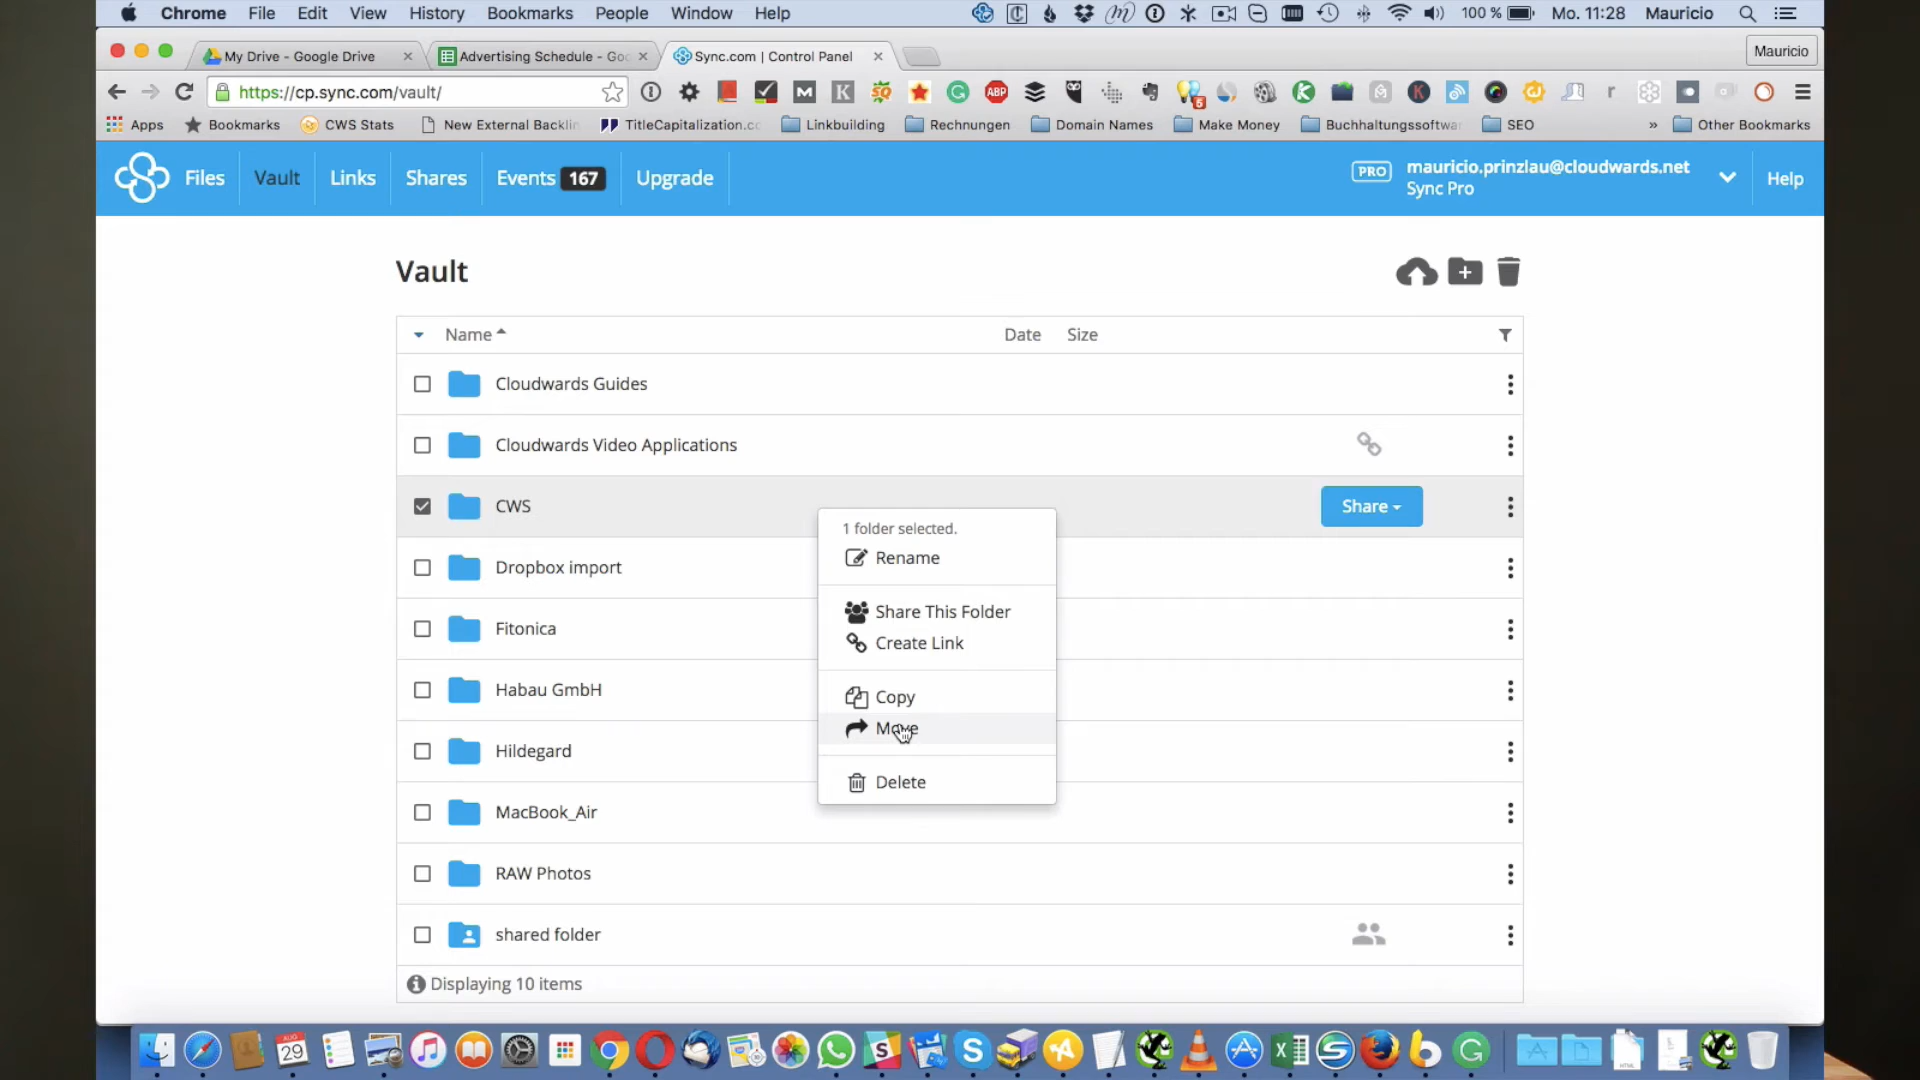 Chrome File Edit View History Bookmarks People Window Help 100 % Mo. 11:28 Mauricio
My Drive - Google Drive Advertising Schedule - Goo Sync.com | Control Panel Mauricio
https://cp.sync.com/vault/
Apps Bookmarks CWS Stats New External Backlin TitleCapitalization.co Linkbuilding Rechnungen Domain Names Make Money Buchhaltungssoftwar SEO » Other Bookmarks
Files Vault Links Shares Events 167 Upgrade PRO mauricio.prinzlau@cloudwards.net Help
Sync Pro
Vault
Name Date Size
Cloudwards Guides
Cloudwards Video Applications
CWS Share
1 folder selected.
Rename
Dropbox import
Share This Folder
Fitonica
Create Link
Habau GmbH
Copy
Move
Hildegard
Delete
MacBook_Air
RAW Photos
shared folder
Displaying 10 items